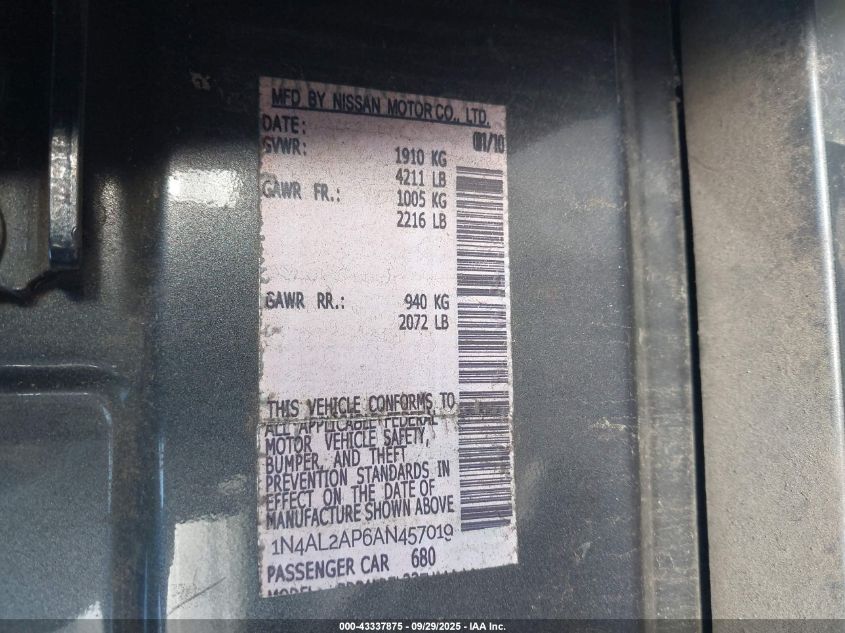 MFD BY NISSAN MOTOR CO., LTD.
DATE: 01/10
GVWR: 1910 KG
4211 LB
GAWR FR.: 1005 KG
2216 LB
GAWR RR.: 940 KG
2072 LB
THIS VEHICLE CONFORMS TO
ALL APPLICABLE FEDERAL
MOTOR VEHICLE SAFETY,
BUMPER, AND THEFT
PREVENTION STANDARDS IN
EFFECT ON THE DATE OF
MANUFACTURE SHOWN ABOVE
1N4AL2AP6AN457019
PASSENGER CAR 680
MODEL:
000-43337875 - 09/29/2025 - IAA Inc.